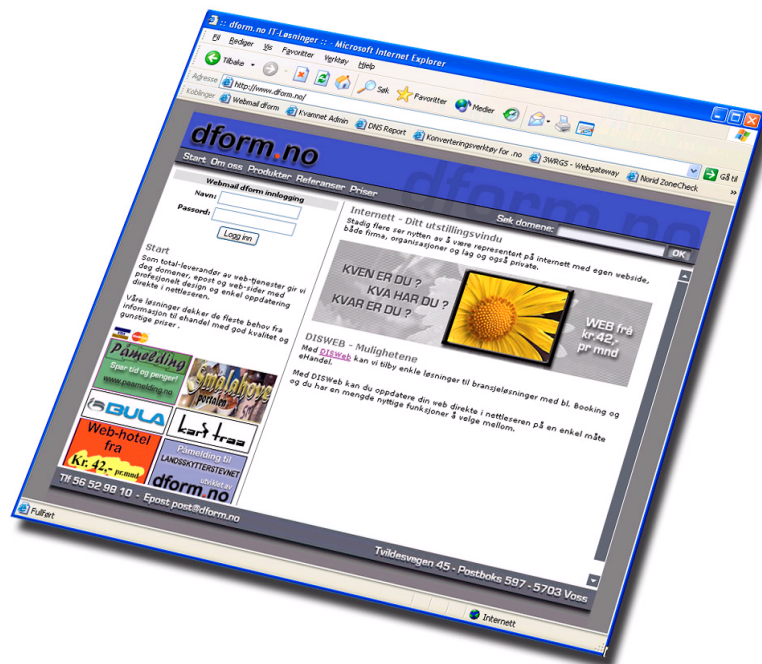 :: dform.no IT-Løsninger :: - Microsoft Internet Explorer
Fil Rediger Vis Favoritter Verktøy Hjelp
Tilbake Søk Favoritter Medier
Adresse http://www.dform.no/ Gå til
Koblinger Webmail dform Kvamnet Admin DNS Report Konverteringsverktøy for .no 3WRGS - Webgateway Norid ZoneCheck »
dform.no
dform.no
Start Om oss Produkter Referanser Priser
Søk domene: OK
Webmail dform innlogging
Navn:
Passord:
Logg inn
Start
Som total-leverandør av web-tjenester gir vi
deg domener, epost og web-sider med
profesjonelt design og enkel oppdatering
direkte i nettleseren.
Våre løsninger dekker de fleste behov fra
informasjon til ehandel med god kvalitet og
gunstige priser .
Påmelding
Spar tid og penger!
www.paamelding.no
Smalahove
portalen
BULA
kari traa
Web-hotel
fra
Kr. 42,- pr.mnd
Påmelding til
LANDSSKYTTERSTEVNET
utviklet av
dform.no
Internett - Ditt utstillingsvindu
Stadig flere ser nytten av å være representert på internett med egen webside,
både firma, organisasjoner og lag og også private.
KVEN ER DU ?
KVA HAR DU ?
KVAR ER DU ?
WEB frå
kr.42,-
pr mnd
DISWEB - Mulighetene
Med DISWeb kan vi tilby enkle løsninger til bransjeløsninger med bl. Booking og
eHandel.
Med DISWeb kan du oppdatere din web direkte i nettleseren på en enkel måte
og du har en mengde nyttige funksjoner å velge mellom.
Tlf 56 52 98 10 - Epost post@dform.no
Tvildesvegen 45 - Postboks 597 - 5703 Voss
Fullført
Internett